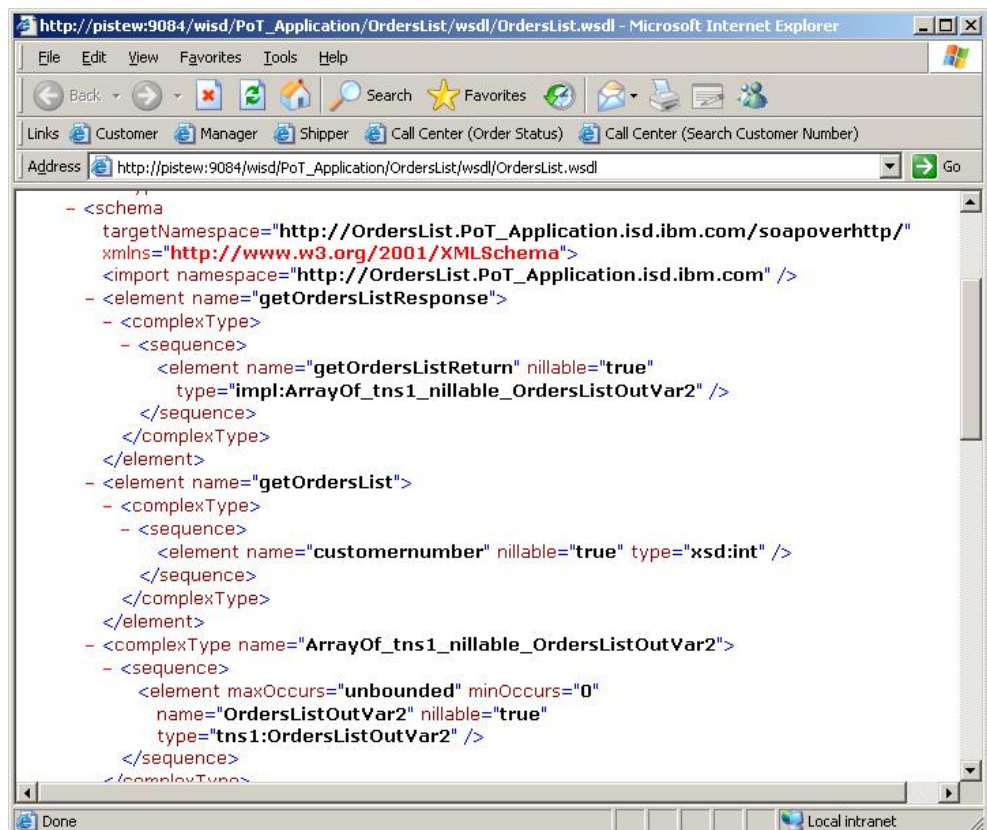 http://pistew:9084/wisd/PoT_Application/OrdersList/wsdl/OrdersList.wsdl - Microsoft Internet Explorer
File Edit View Favorites Tools Help
Back Search Favorites
Links Customer Manager Shipper Call Center (Order Status) Call Center (Search Customer Number)
Address http://pistew:9084/wisd/PoT_Application/OrdersList/wsdl/OrdersList.wsdl Go
- <schema
targetNamespace="http://OrdersList.PoT_Application.isd.ibm.com/soapoverhttp/"
xmlns="http://www.w3.org/2001/XMLSchema">
<import namespace="http://OrdersList.PoT_Application.isd.ibm.com" />
- <element name="getOrdersListResponse">
- <complexType>
- <sequence>
<element name="getOrdersListReturn" nillable="true"
type="impl:ArrayOf_tns1_nillable_OrdersListOutVar2" />
</sequence>
</complexType>
</element>
- <element name="getOrdersList">
- <complexType>
- <sequence>
<element name="customernumber" nillable="true" type="xsd:int" />
</sequence>
</complexType>
</element>
- <complexType name="ArrayOf_tns1_nillable_OrdersListOutVar2">
- <sequence>
<element maxOccurs="unbounded" minOccurs="0"
name="OrdersListOutVar2" nillable="true"
type="tns1:OrdersListOutVar2" />
</sequence>
</complexType>
Done Local intranet